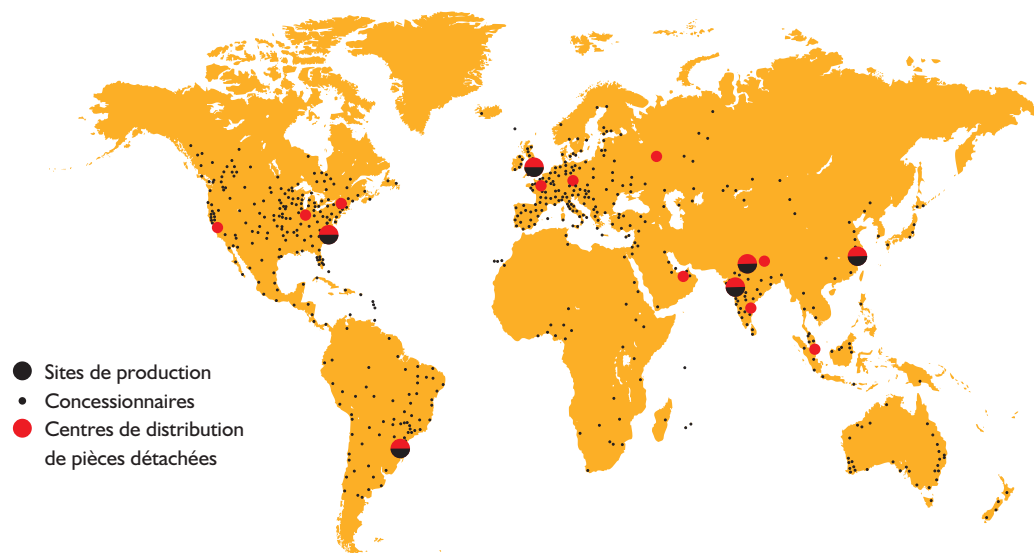 Sites de production
Concessionnaires
Centres de distribution
de pièces détachées